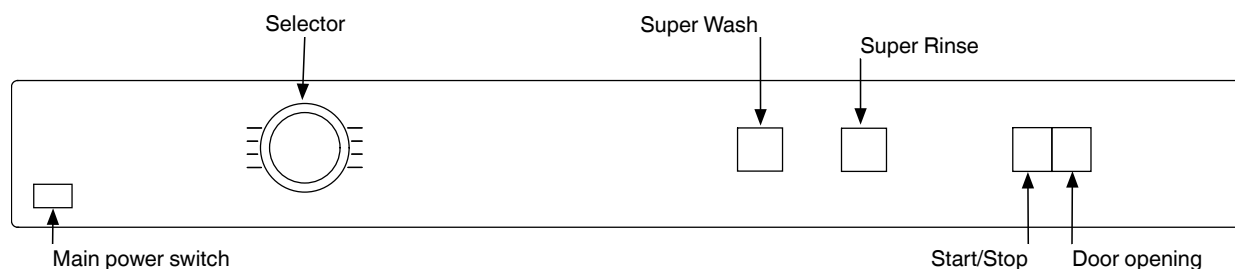 Selector
Super Wash
Super Rinse
Main power switch
Start/Stop
Door opening